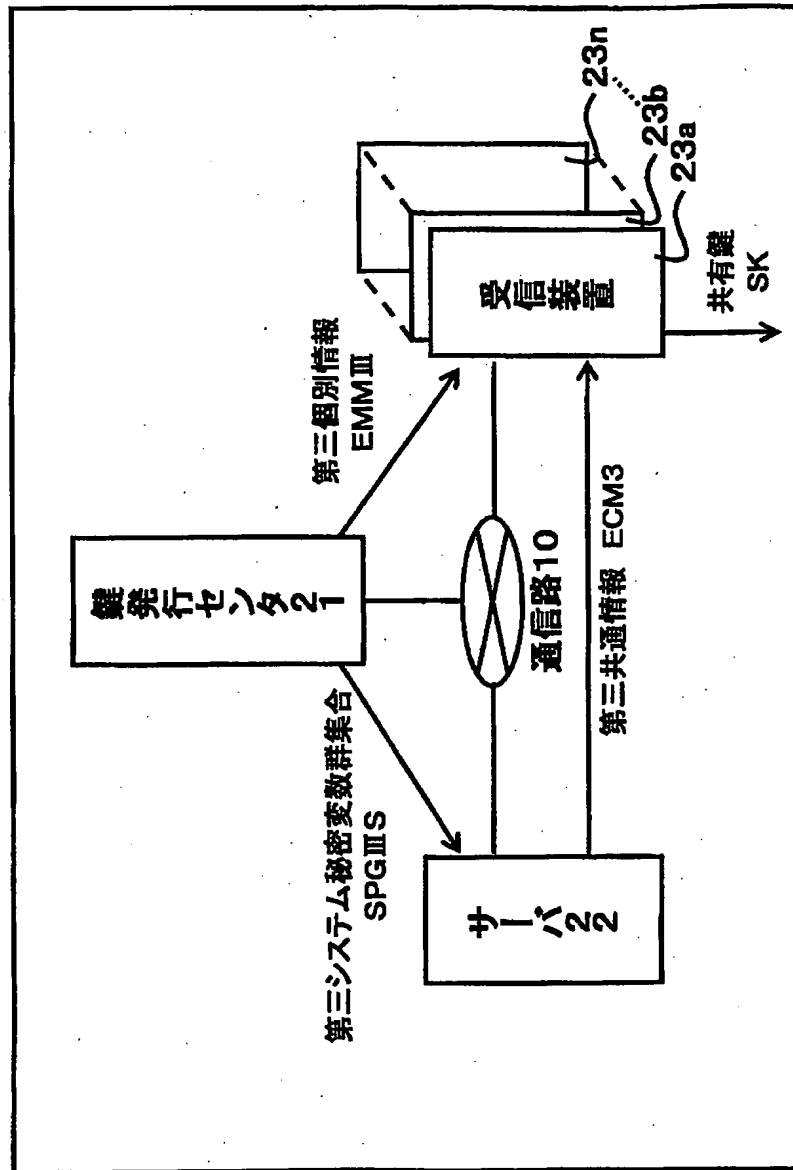 鍵発行センタ21
第三システム秘密変数群集合
SPGⅢS
第三個別情報
EMMⅢ
通信路10
サーバ22
第三共通情報 ECM3
受信装置
23n
23b
23a
共有鍵
SK